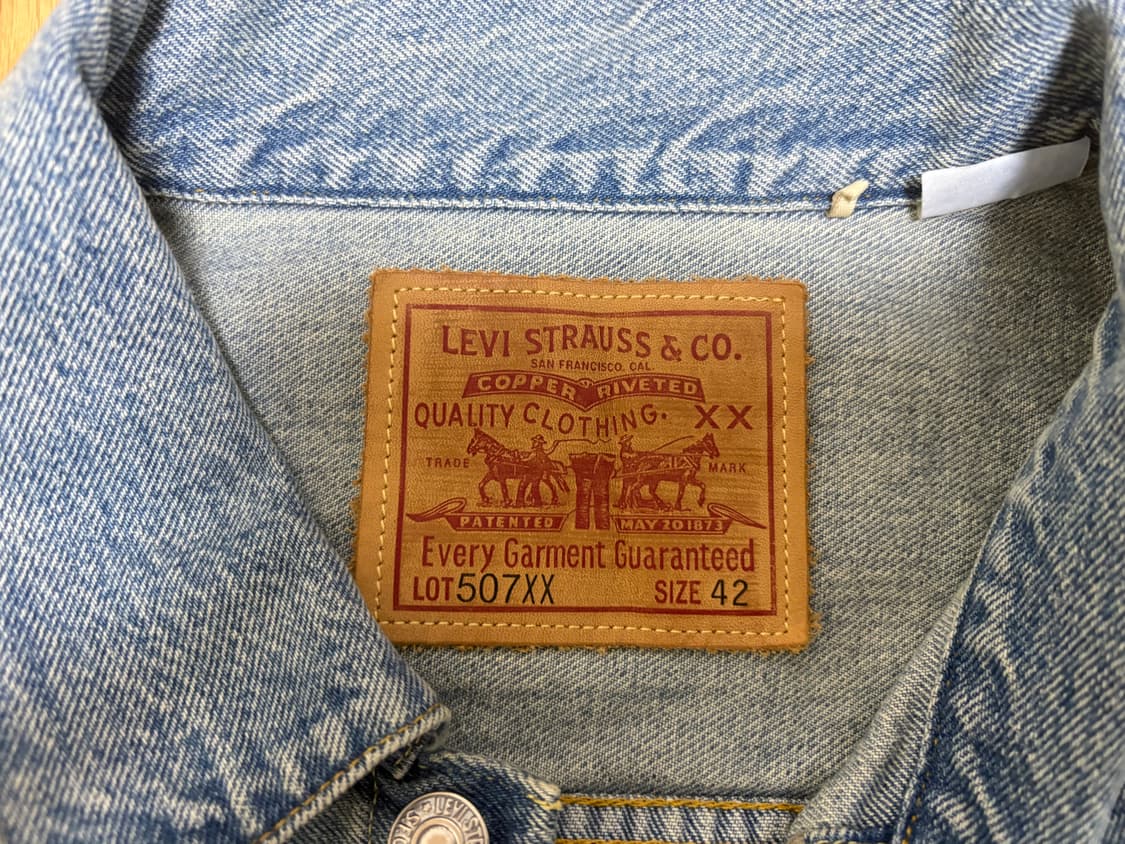 LEVI STRAUSS & CO.
SAN FRANCISCO, CAL.
COPPER RIVETED
QUALITY CLOTHING. XX
TRADE MARK
PATENTED MAY 20 1873
Every Garment Guaranteed
LOT 507XX SIZE 42
LEVI